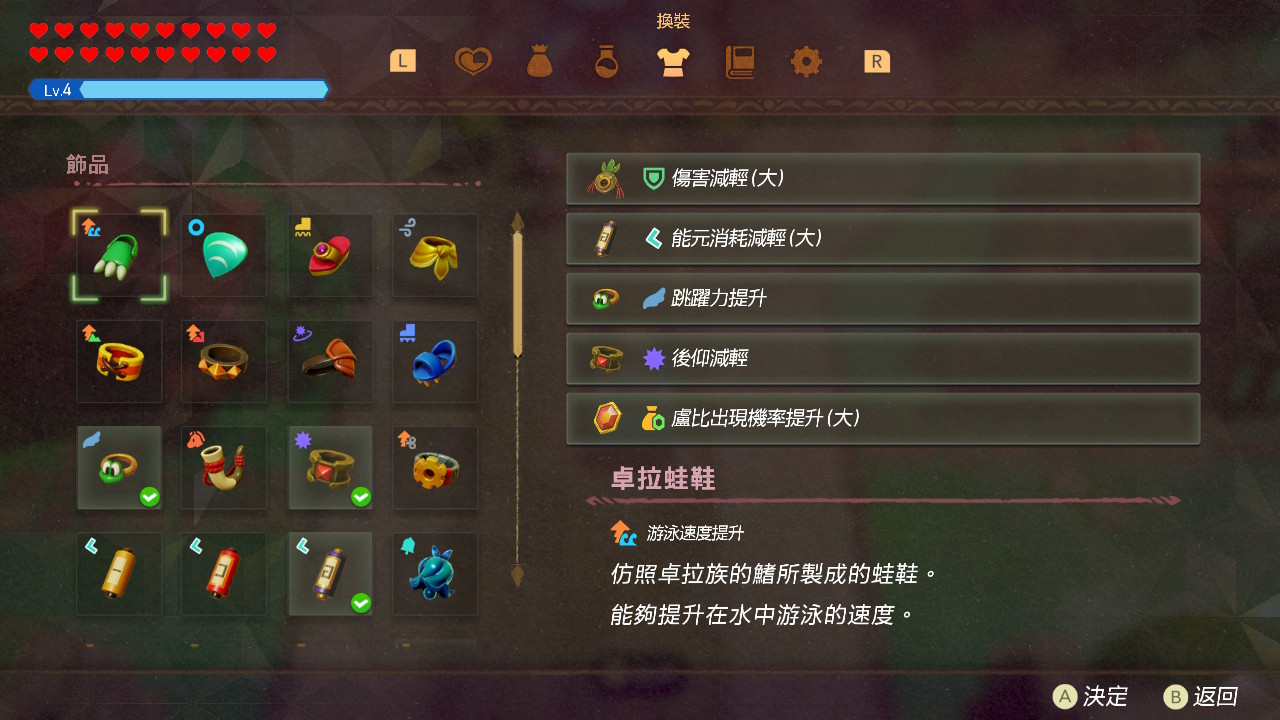 換裝
L
R
Lv.4
飾品
傷害減輕(大)
能元消耗減輕(大)
跳躍力提升
後仰減輕
盧比出現機率提升(大)
卓拉蛙鞋
游泳速度提升
仿照卓拉族的鰭所製成的蛙鞋。
能夠提升在水中游泳的速度。
A 決定
B 返回